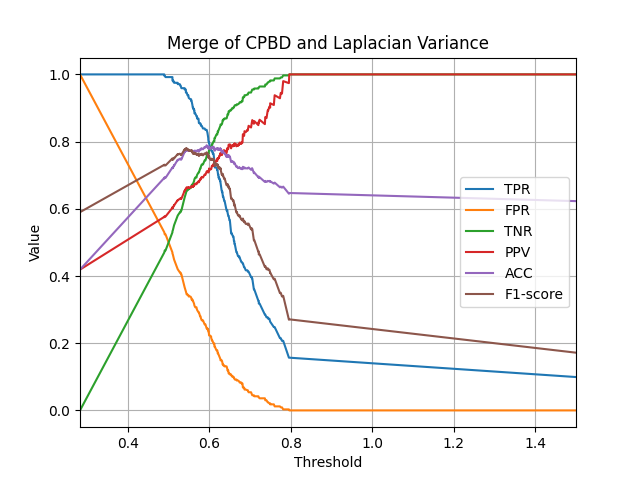 Merge of CPBD and Laplacian Variance
1.0
0.8
0.6
0.4
0.2
0.0
Value
TPR
FPR
TNR
PPV
ACC
F1-score
0.4
0.6
0.8
1.0
1.2
1.4
Threshold